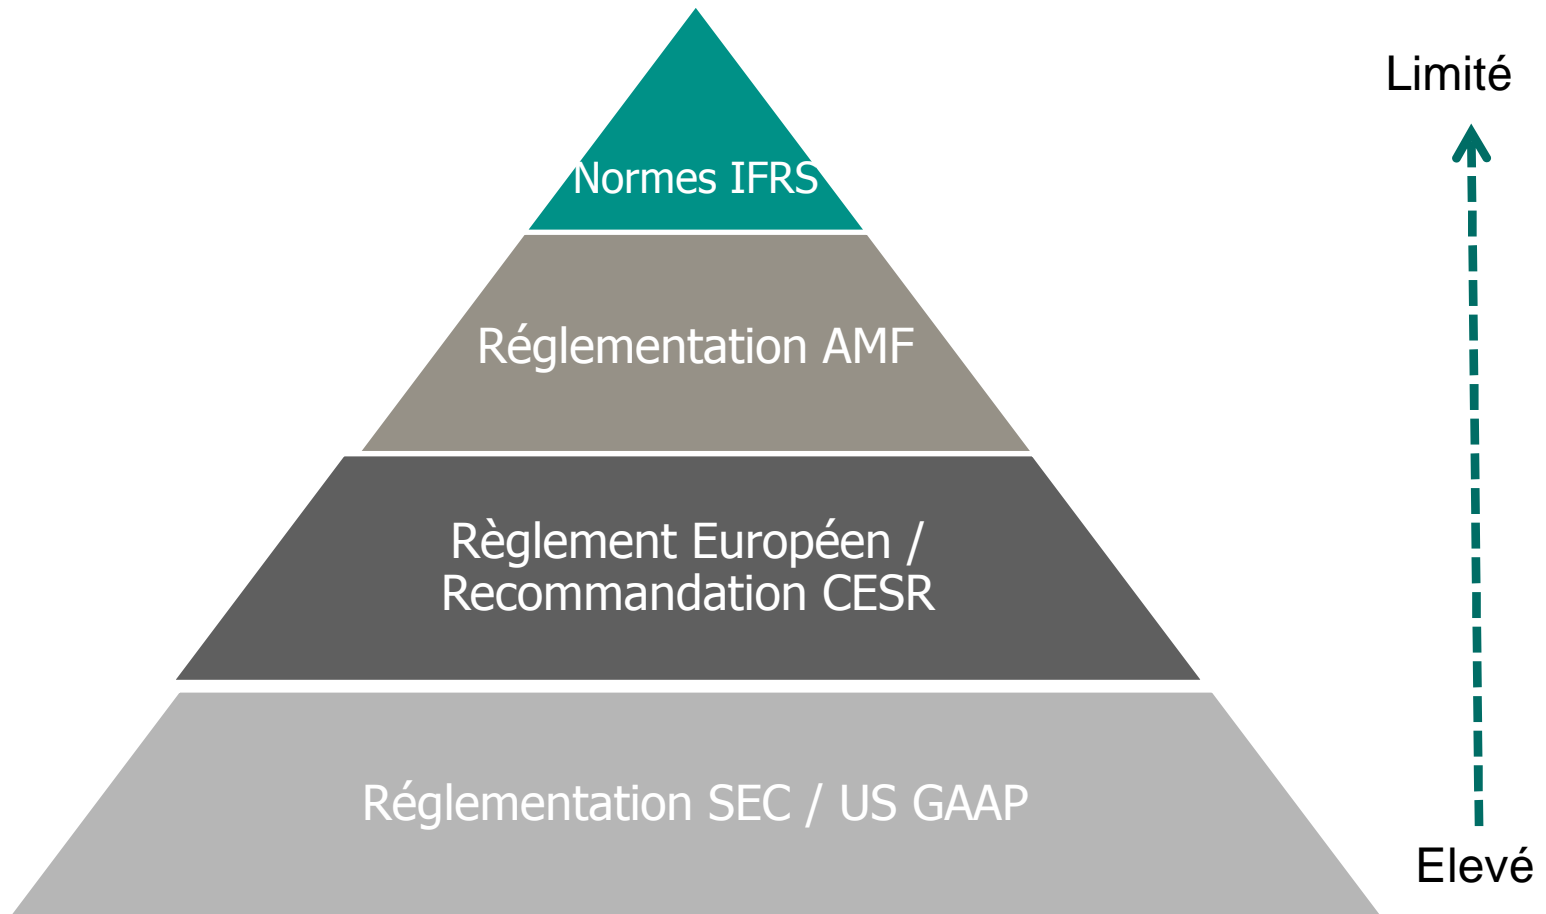 Limité
Normes IFRS
Réglementation AMF
Règlement Européen /
Recommandation CESR
Réglementation SEC / US GAAP
Elevé